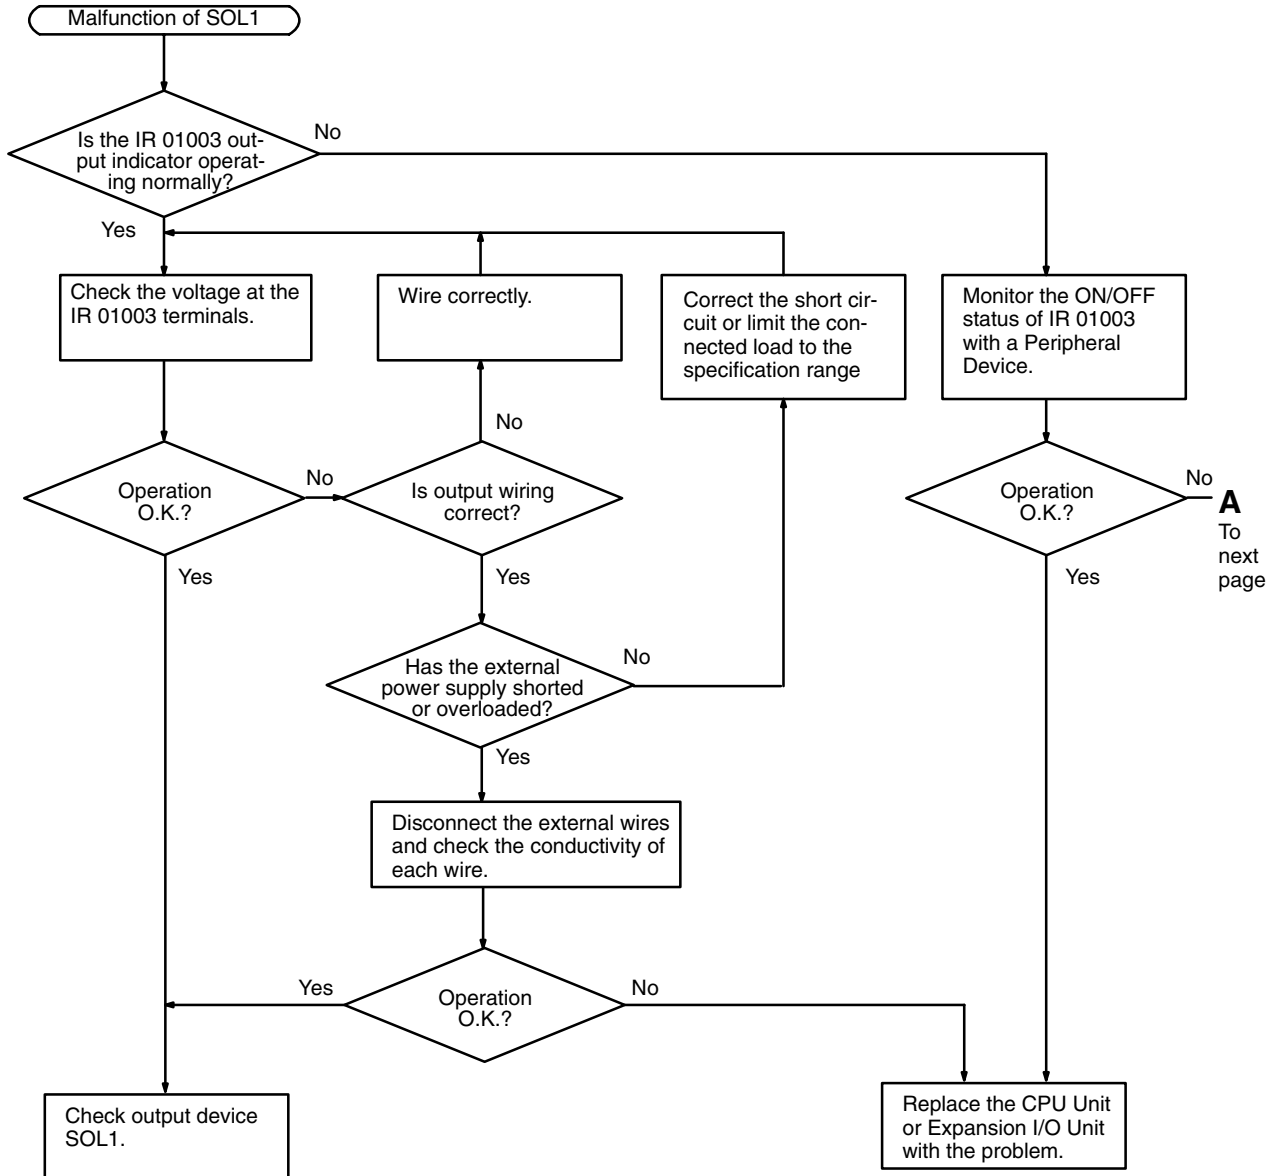 Malfunction of SOL1
Is the IR 01003 out-
put indicator operat-
ing normally?
No
Yes
Check the voltage at the
IR 01003 terminals.
Wire correctly.
Correct the short cir-
cuit or limit the con-
nected load to the
specification range
Monitor the ON/OFF
status of IR 01003
with a Peripheral
Device.
No
Operation
O.K.?
No
Is output wiring
correct?
Operation
O.K.?
No
A
To
next
page
Yes
Yes
Yes
Has the external
power supply shorted
or overloaded?
No
Yes
Disconnect the external wires
and check the conductivity of
each wire.
Yes
Operation
O.K.?
No
Check output device
SOL1.
Replace the CPU Unit
or Expansion I/O Unit
with the problem.